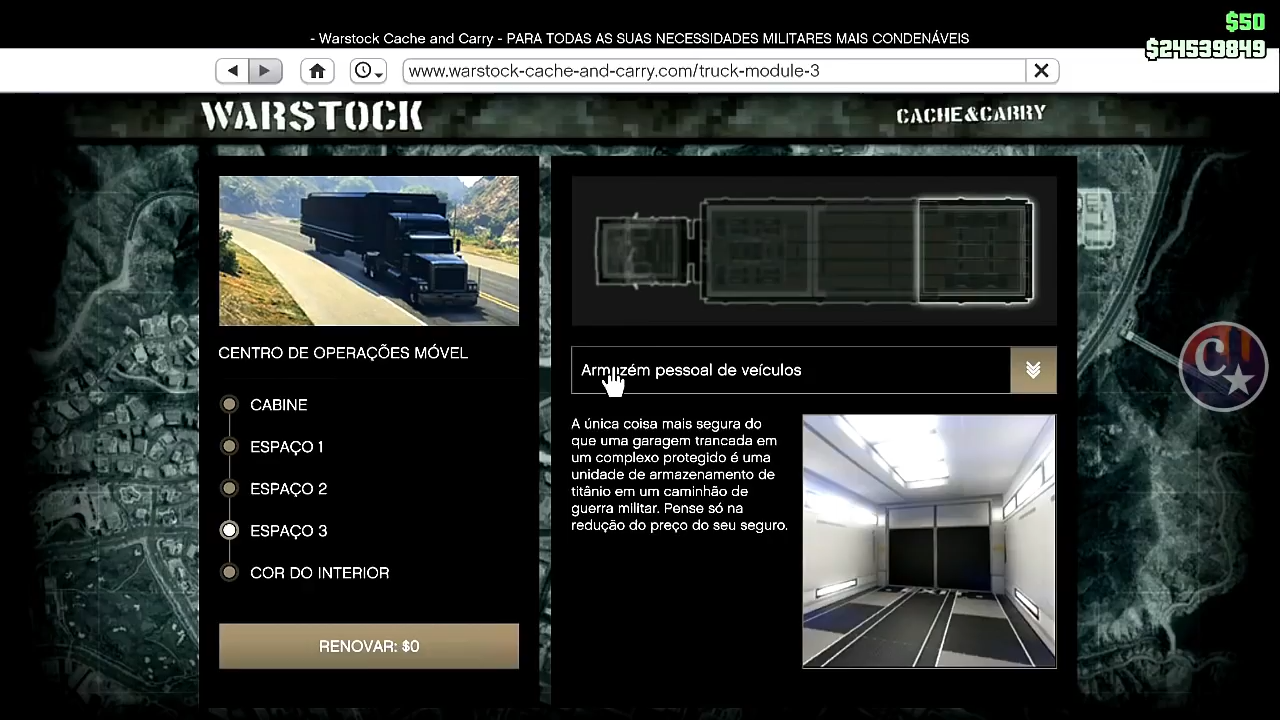 $50
- Warstock Cache and Carry - PARA TODAS AS SUAS NECESSIDADES MILITARES MAIS CONDENÁVEIS
$24539849
www.warstock-cache-and-carry.com/truck-module-3
WARSTOCK
CACHE&CARRY
CENTRO DE OPERAÇÕES MÓVEL
CABINE
ESPAÇO 1
ESPAÇO 2
ESPAÇO 3
COR DO INTERIOR
RENOVAR: $0
Armazém pessoal de veículos
A única coisa mais segura do
que uma garagem trancada em
um complexo protegido é uma
unidade de armazenamento de
titânio em um caminhão de
guerra militar. Pense só na
redução do preço do seu seguro.
C